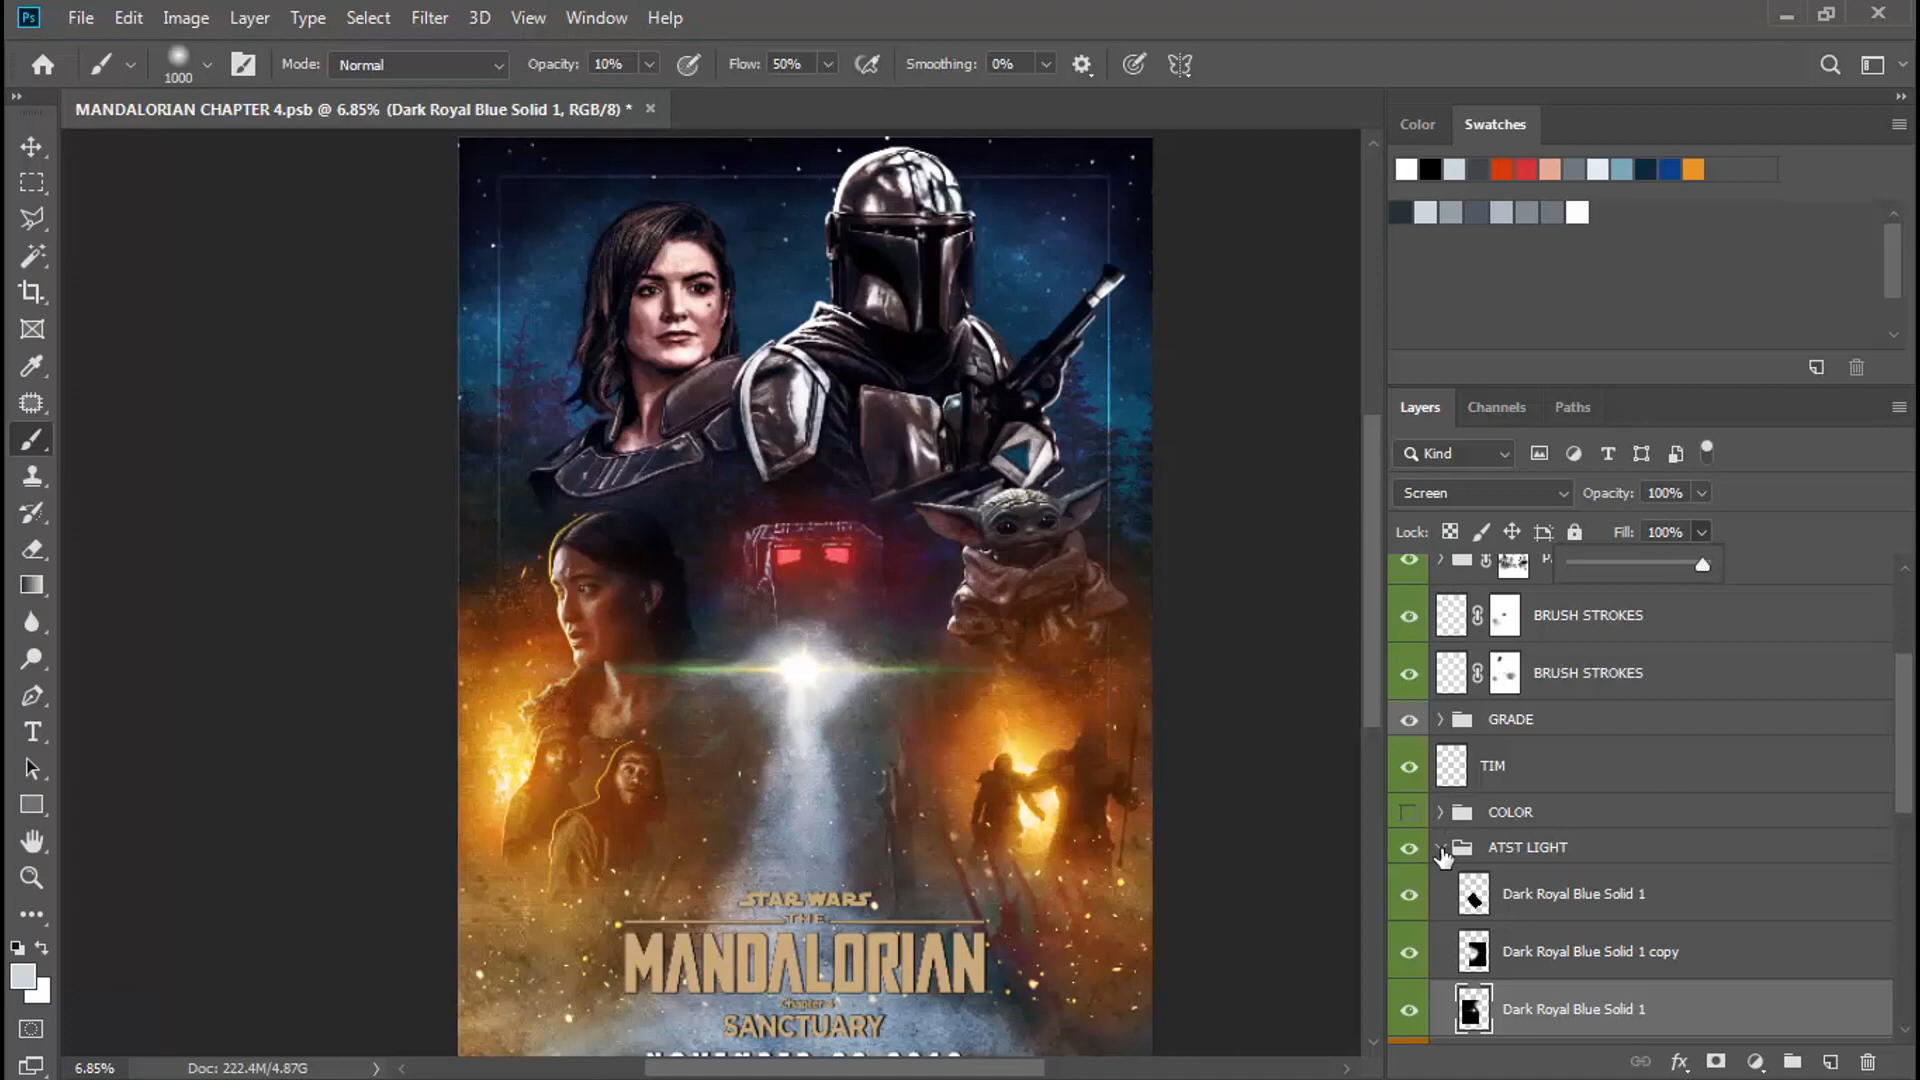 Ps File Edit Image Layer Select Filter 3D View Window Help
1000 Mode: Normal Opacity: 10% Flow: 50% Smoothing: 0%
MANDALORIAN CHAPTER 4.psb @ 6.85% (Dark Royal Blue Solid 1, RGB/8) *
Color Swatches
Layers Channels Paths
Kind
Screen Opacity: 100%
Lock: Fill: 100%
BRUSH STROKES
BRUSH STROKES
GRADE
TIM
COLOR
ATST LIGHT
Dark Royal Blue Solid 1
Dark Royal Blue Solid 1 copy
Dark Royal Blue Solid 1
STAR WARS
THE
MANDALORIAN
Chapter 4
SANCTUARY
6.85% Doc: 222.4M/4.87G
fx